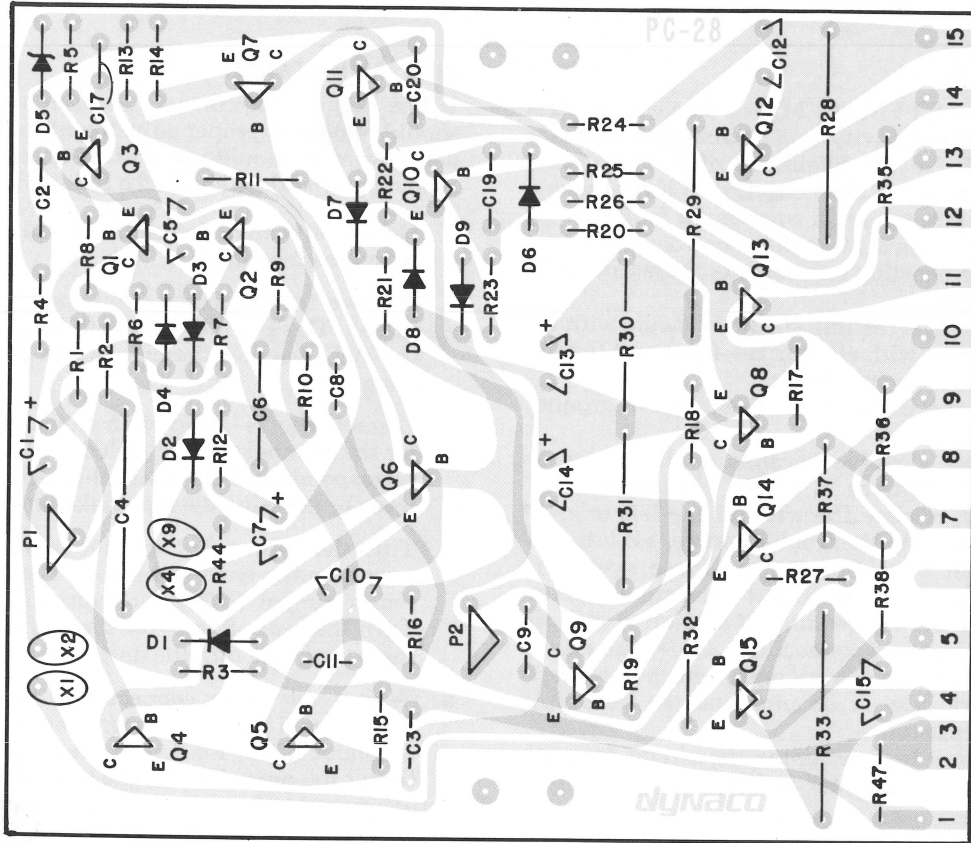 PC-28
D5
R5
C17
R13
R14
E
Q7
C
B
Q11
C
B
E
C20
C12
15
14
13
12
11
10
9
8
7
5
4
3
2
1
C2
B
E
C
Q3
R11
R22
Q10
C
B
E
C19
D7
D9
D6
R24
R25
R26
R20
R29
B
E
C
Q12
R28
R35
R4
R8
Q1
B
E
C
C5
D3
B
E
C
Q2
R9
R21
D8
R23
C13
+
R30
B
E
C
Q13
R1
R2
R6
D4
R7
C6
R10
C8
R18
E
C
B
Q8
R17
R36
C1
+
C4
D2
R12
C7
+
Q6
C
B
E
C14
+
R31
B
E
C
Q14
R37
P1
X9
X4
R44
C10
R16
P2
C9
R32
R27
R38
X2
X1
D1
R3
C11
C
E
B
Q9
R19
B
E
C
Q15
R33
C15
C
B
E
Q4
Q5
B
C
E
R15
C3
R47
dynaco